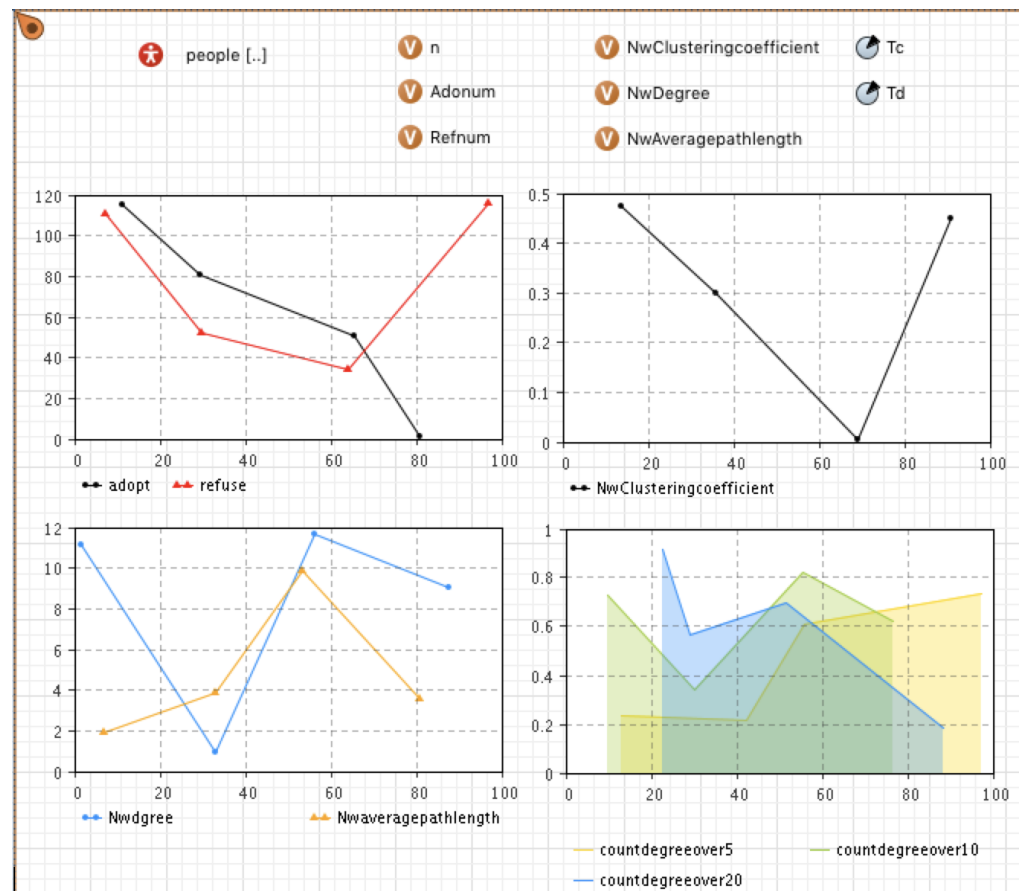 people [..]
n
NwClusteringcoefficient
Tc
Adonum
NwDegree
Td
Refnum
NwAveragepathlength
120
100
80
60
40
20
0
0 20 40 60 80 100
adopt refuse
0.5
0.4
0.3
0.2
0.1
0
0 20 40 60 80 100
NwClusteringcoefficient
12
10
8
6
4
2
0
0 20 40 60 80 100
Nwdgree Nwaveragepathlength
1
0.8
0.6
0.4
0.2
0
0 20 40 60 80 100
countdegreeover5 countdegreeover10
countdegreeover20